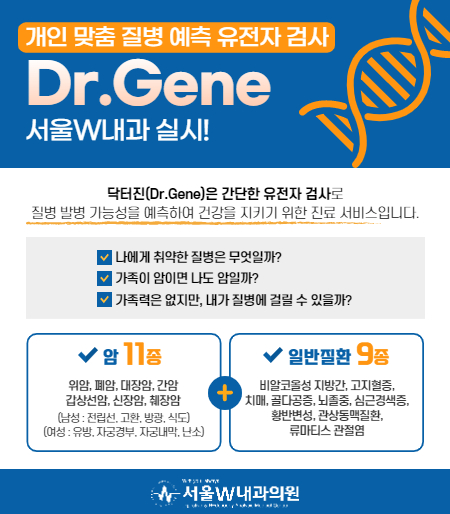 개인 맞춤 질병 예측 유전자 검사
Dr.Gene
서울W내과 실시!
닥터진(Dr.Gene)은 간단한 유전자 검사로
질병 발병 가능성을 예측하여 건강을 지키기 위한 진료 서비스입니다.
나에게 취약한 질병은 무엇일까?
가족이 암이면 나도 암일까?
가족력은 없지만, 내가 질병에 걸릴 수 있을까?
암 11종
위암, 폐암, 대장암, 간암
갑상선암, 신장암, 췌장암
(남성 : 전립선, 고환, 방광, 식도)
(여성 : 유방, 자궁경부, 자궁내막, 난소)
+
일반질환 9종
비알코올성 지방간, 고지혈증,
치매, 골다공증, 뇌졸중, 심근경색증,
황반변성, 관상동맥질환,
류마티스 관절염
서울W내과의원